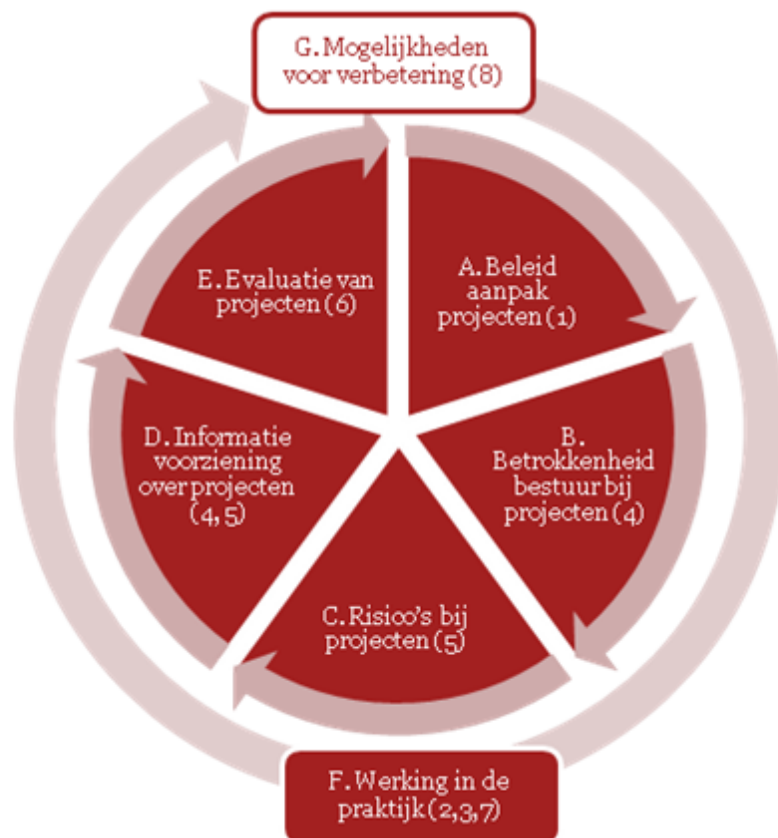 G. Mogelijkheden
voor verbetering (8)
E. Evaluatie van
projecten (6)
A. Beleid
aanpak
projecten (1)
D. Informatie
voorziening
over projecten
(4, 5)
B.
Betrokkenheid
bestuur bij
projecten (4)
C. Risico's bij
projecten (5)
F. Werking in de
praktijk (2,3,7)